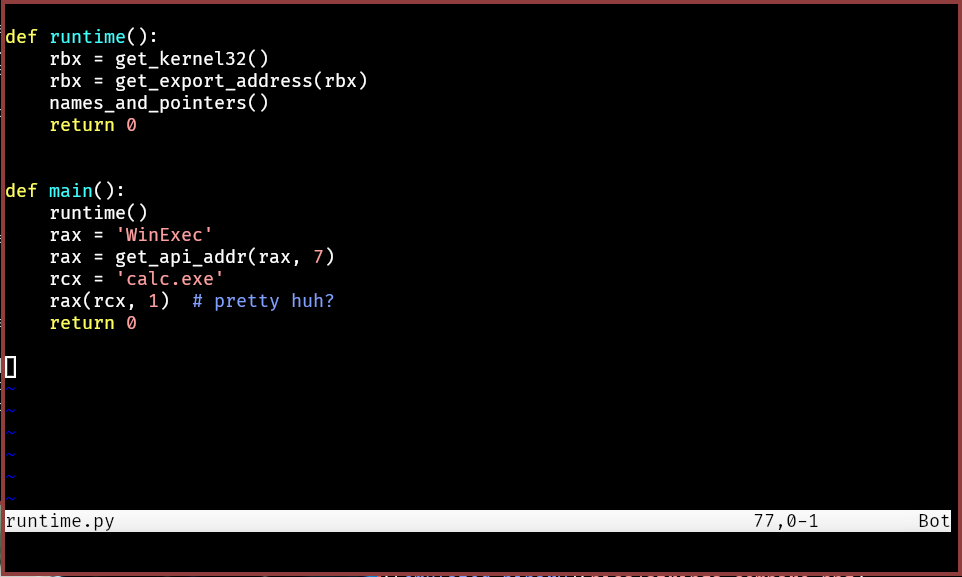 def runtime():
    rbx = get_kernel32()
    rbx = get_export_address(rbx)
    names_and_pointers()
    return 0
def main():
    runtime()
    rax = 'WinExec'
    rax = get_api_addr(rax, 7)
    rcx = 'calc.exe'
    rax(rcx, 1)  # pretty huh?
    return 0
~
~
~
~
~
~
runtime.py 77,0-1 Bot